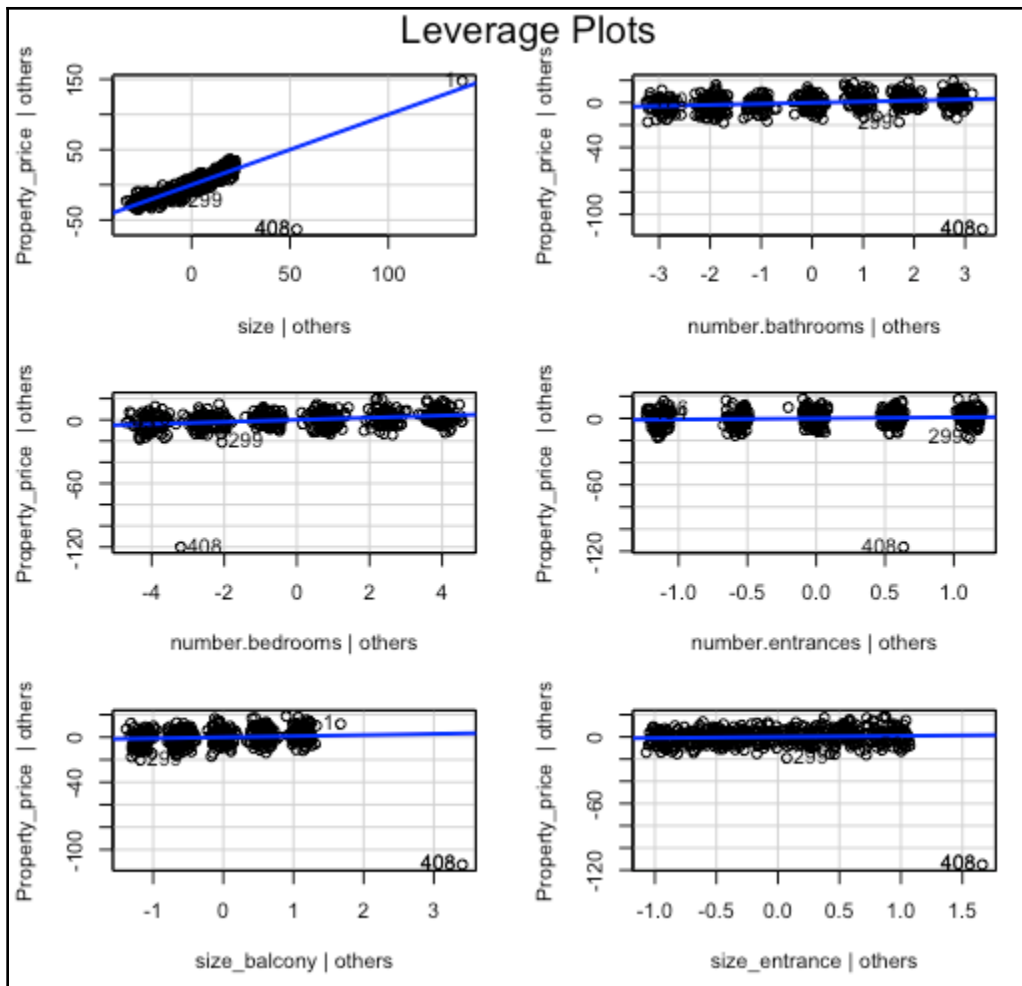 Leverage Plots
Property_price | others
150
50
-50
1
299
408
0 50 100
size | others
Property_price | others
0
-40
-100
299
408
-3 -2 -1 0 1 2 3
number.bathrooms | others
Property_price | others
0
-60
-120
299
408
-4 -2 0 2 4
number.bedrooms | others
Property_price | others
0
-60
-120
6
299
408
-1.0 -0.5 0.0 0.5 1.0
number.entrances | others
Property_price | others
0
-40
-100
1
299
408
-1 0 1 2 3
size_balcony | others
Property_price | others
0
-60
-120
299
408
-1.0 -0.5 0.0 0.5 1.0 1.5
size_entrance | others